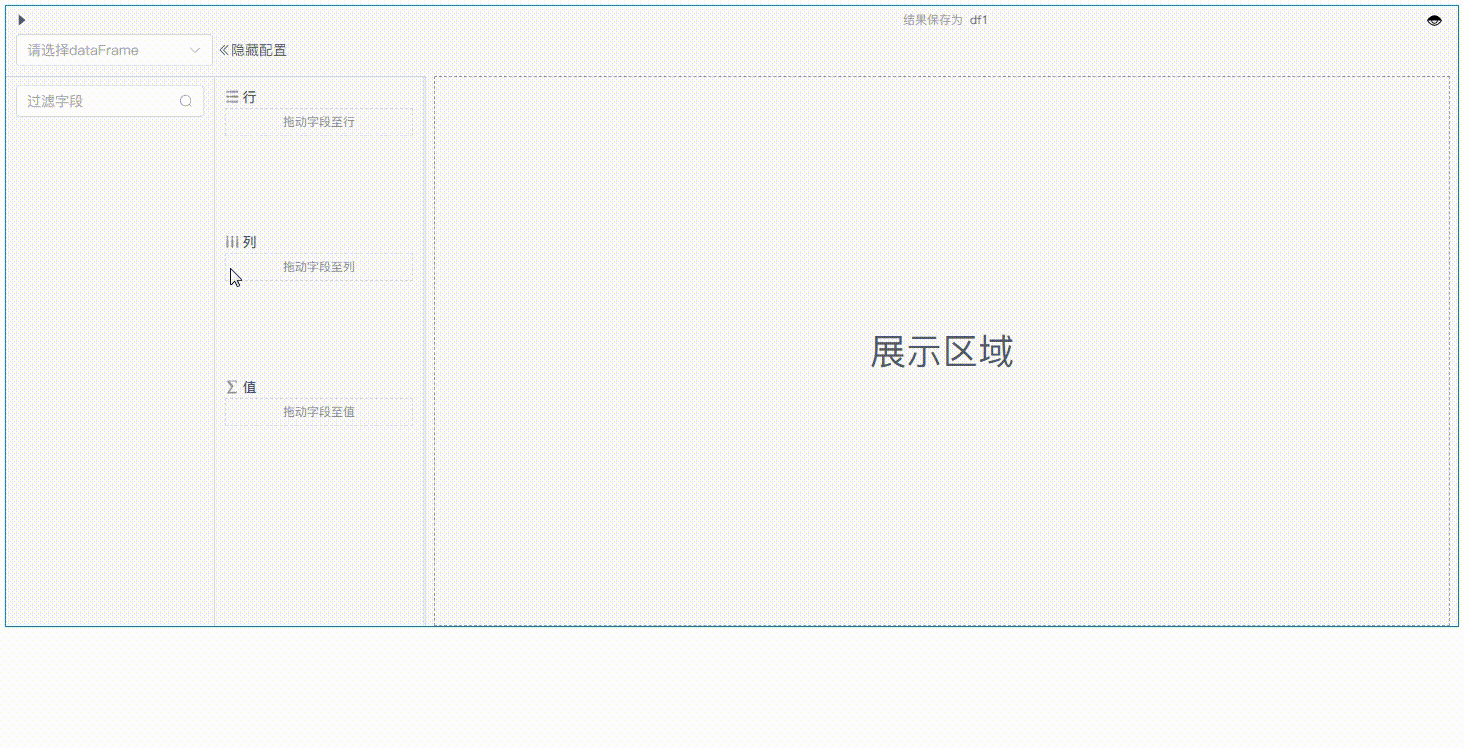 结果保存为 df1
请选择dataFrame
隐藏配置
过滤字段
行
拖动字段至行
列
拖动字段至列
值
拖动字段至值
展示区域